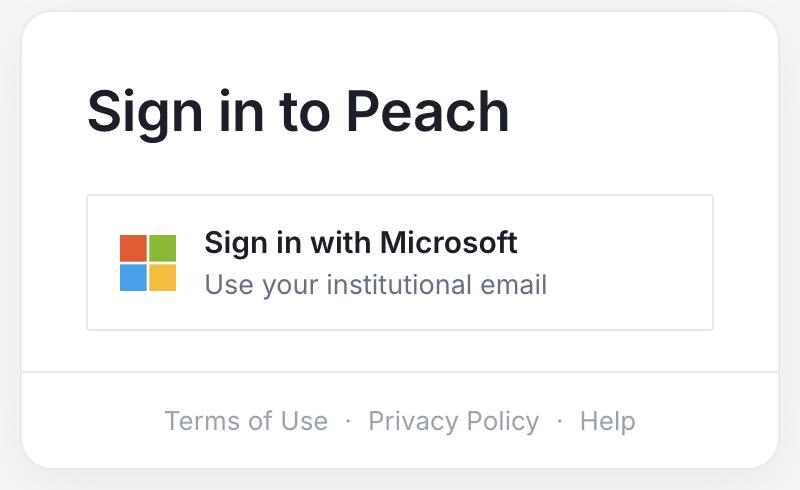 Sign in to Peach
Sign in with Microsoft
Use your institutional email
Terms of Use · Privacy Policy · Help